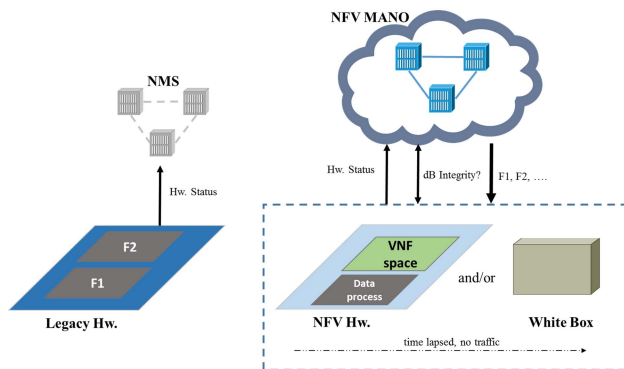 NFV MANO
NMS
Hw. Status
Hw. Status
dB Integrity?
F1, F2, ….
F2
F1
VNF
space
Data
process
and/or
Legacy Hw.
NFV Hw.
White Box
time lapsed, no traffic